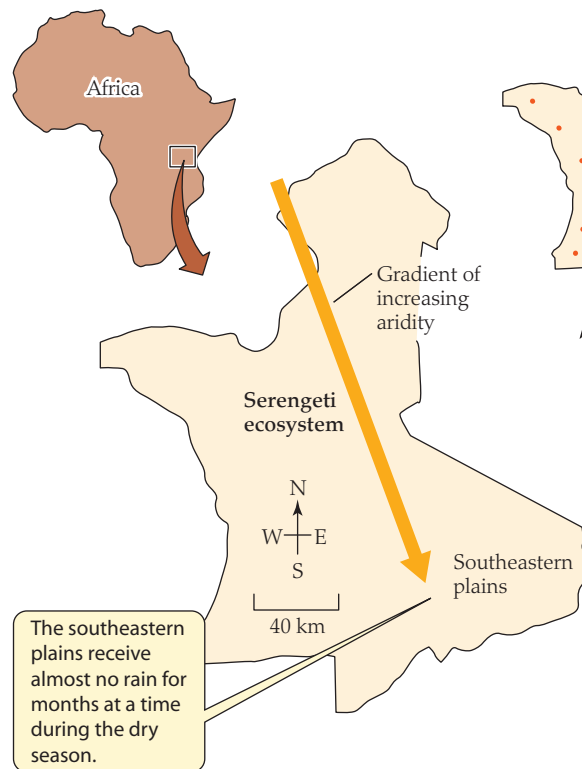 Africa
Gradient of
increasing
aridity
Serengeti
ecosystem
N
W E
S
40 km
Southeastern
plains
The southeastern
plains receive
almost no rain for
months at a time
during the dry
season.